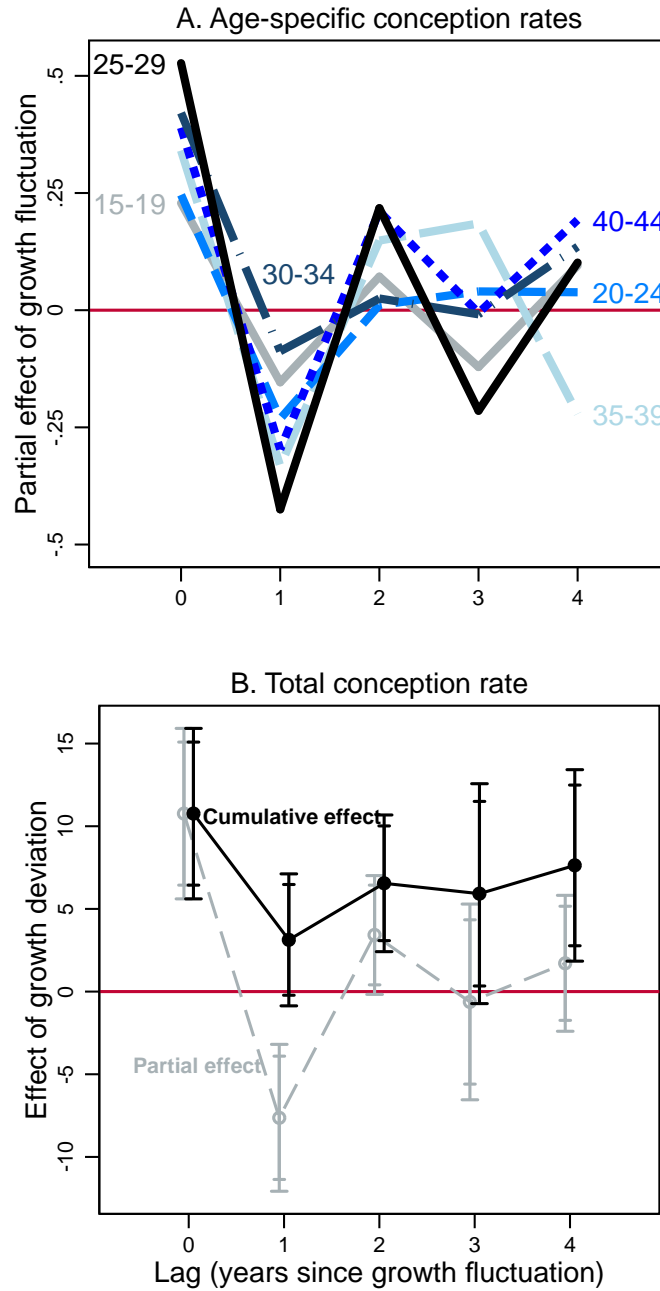 A. Age-specific conception rates
Partial effect of growth fluctuation
.5
.25
0
-.25
-.5
25-29
15-19
30-34
40-44
20-24
35-39
0 1 2 3 4
B. Total conception rate
Effect of growth deviation
15
10
5
0
-5
-10
Cumulative effect
Partial effect
0 1 2 3 4
Lag (years since growth fluctuation)